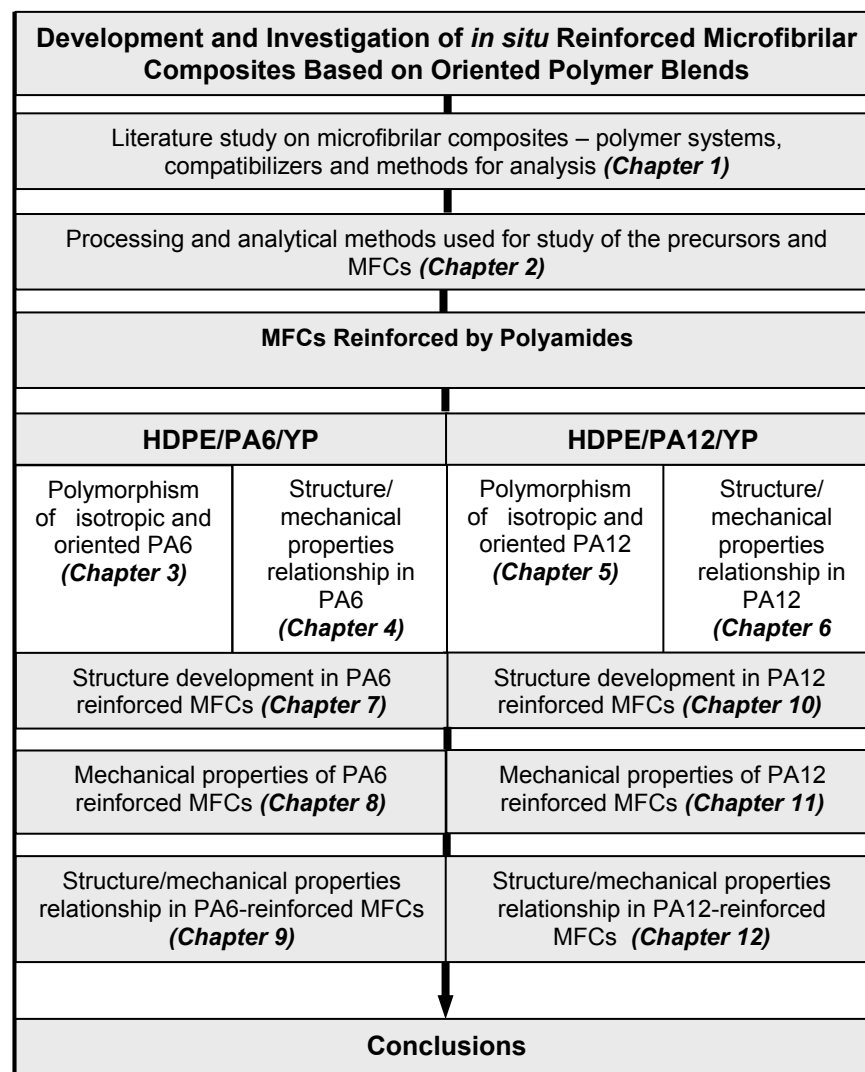 Development and Investigation of in situ Reinforced Microfibrilar
Composites Based on Oriented Polymer Blends
Literature study on microfibrilar composites – polymer systems,
compatibilizers and methods for analysis (Chapter 1)
Processing and analytical methods used for study of the precursors and
MFCs (Chapter 2)
MFCs Reinforced by Polyamides
HDPE/PA6/YP
HDPE/PA12/YP
Polymorphism
of isotropic and
oriented PA6
(Chapter 3)
Structure/
mechanical
properties
relationship in
PA6
(Chapter 4)
Polymorphism
of isotropic and
oriented PA12
(Chapter 5)
Structure/
mechanical
properties
relationship in
PA12
(Chapter 6
Structure development in PA6
reinforced MFCs (Chapter 7)
Structure development in PA12
reinforced MFCs (Chapter 10)
Mechanical properties of PA6
reinforced MFCs (Chapter 8)
Mechanical properties of PA12
reinforced MFCs (Chapter 11)
Structure/mechanical properties
relationship in PA6-reinforced MFCs
(Chapter 9)
Structure/mechanical properties
relationship in PA12-reinforced
MFCs (Chapter 12)
Conclusions